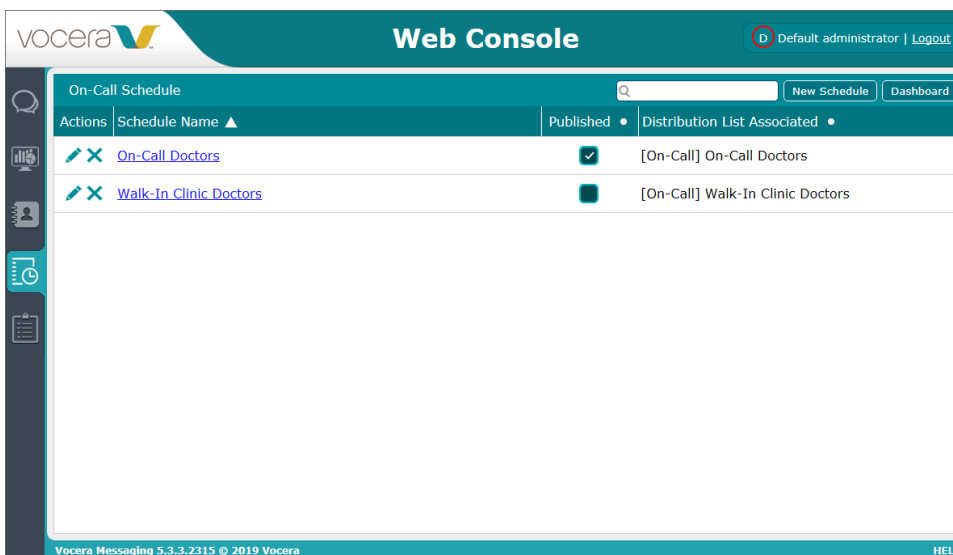 vocera
Web Console
D Default administrator | Logout
On-Call Schedule
New Schedule
Dashboard
Actions Schedule Name ▲ Published • Distribution List Associated •
On-Call Doctors [On-Call] On-Call Doctors
Walk-In Clinic Doctors [On-Call] Walk-In Clinic Doctors
Vocera Messaging 5.3.3.2315 © 2019 Vocera
HEL